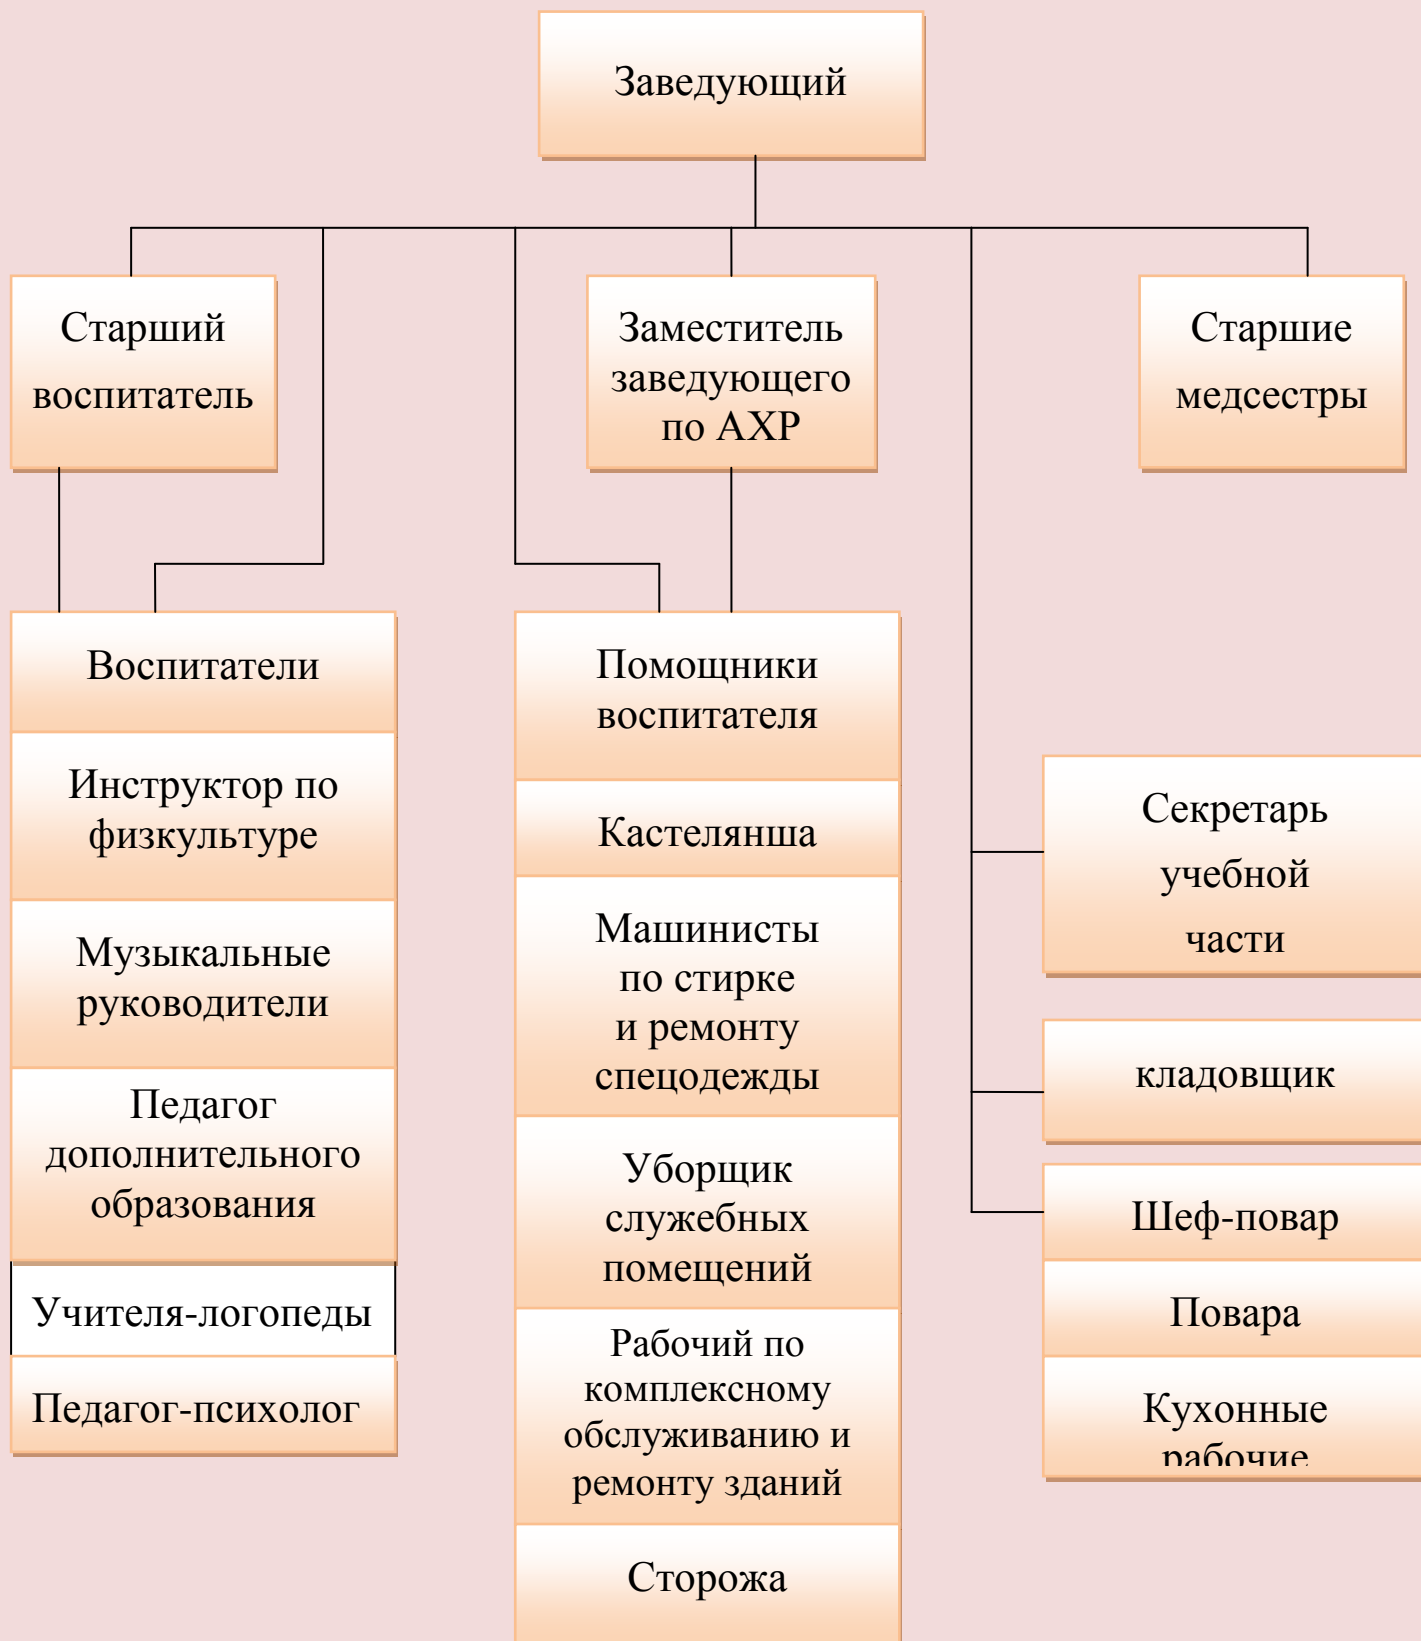 Заведующий
Старший
воспитатель
Заместитель
заведующего
по АХР
Старшие
медсестры
Воспитатели
Инструктор по
физкультуре
Музыкальные
руководители
Педагог
дополнительного
образования
Учителя-логопеды
Педагог-психолог
Помощники
воспитателя
Кастелянша
Машинисты
по стирке
и ремонту
спецодежды
Уборщик
служебных
помещений
Рабочий по
комплексному
обслуживанию и
ремонту зданий
Сторожа
Секретарь
учебной
части
кладовщик
Шеф-повар
Повара
Кухонные
рабочие